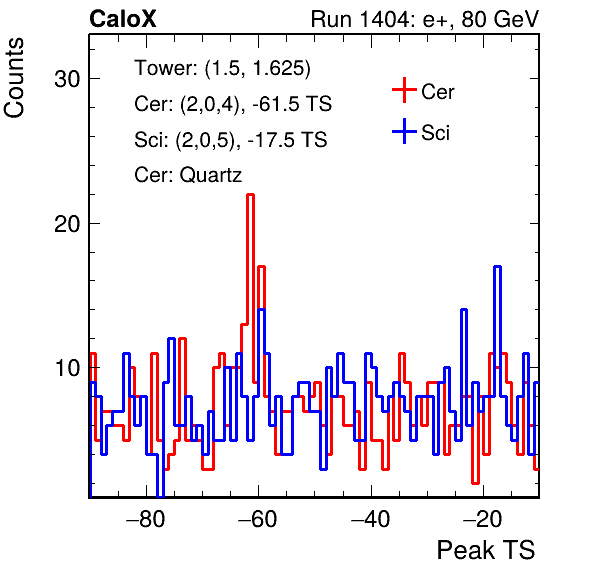 CaloX Run 1404: e+, 80 GeV
Counts
Tower: (1.5, 1.625)
Cer: (2,0,4), -61.5 TS
Sci: (2,0,5), -17.5 TS
Cer: Quartz
Cer
Sci
30
20
10
−80 −60 −40 −20
Peak TS